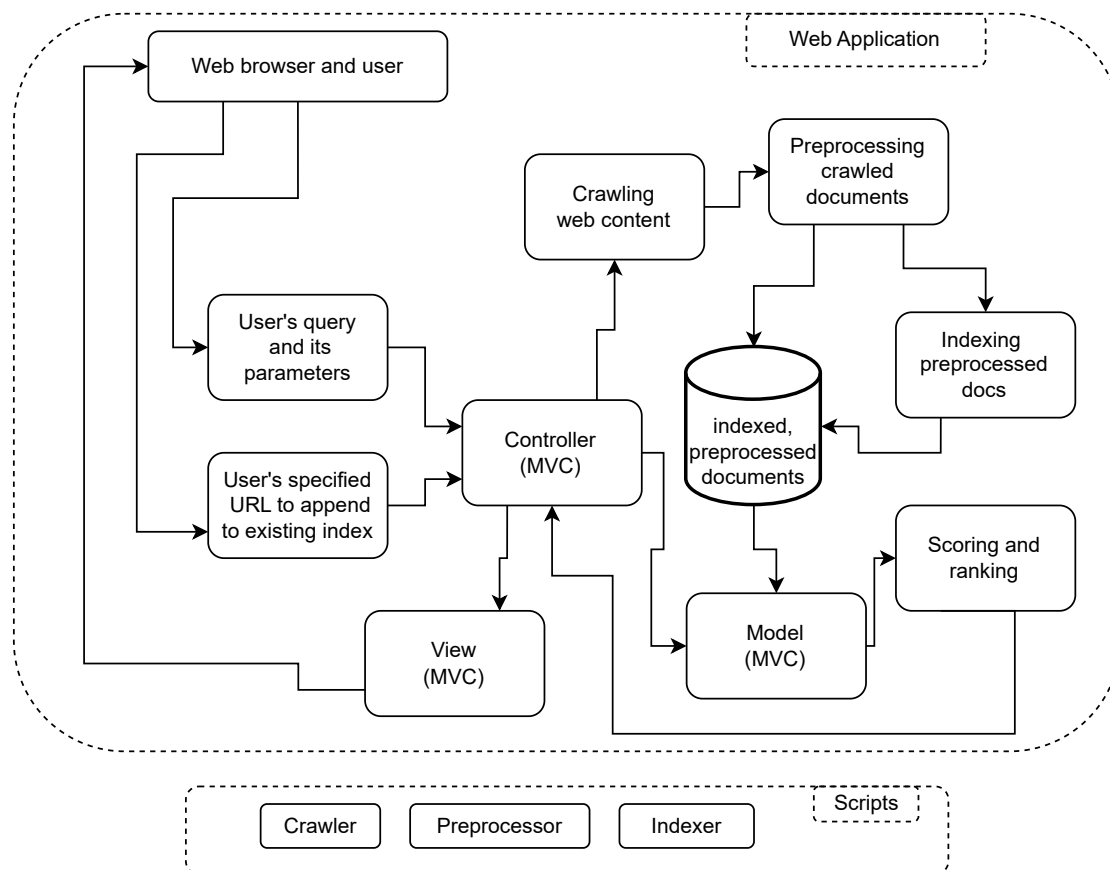 Web Application
Web browser and user
Preprocessing
crawled
documents
Crawling
web content
User's query
and its
parameters
Indexing
preprocessed
docs
Controller
(MVC)
indexed,
preprocessed
documents
User's specified
URL to append
to existing index
Scoring and
ranking
View
(MVC)
Model
(MVC)
Scripts
Crawler
Preprocessor
Indexer